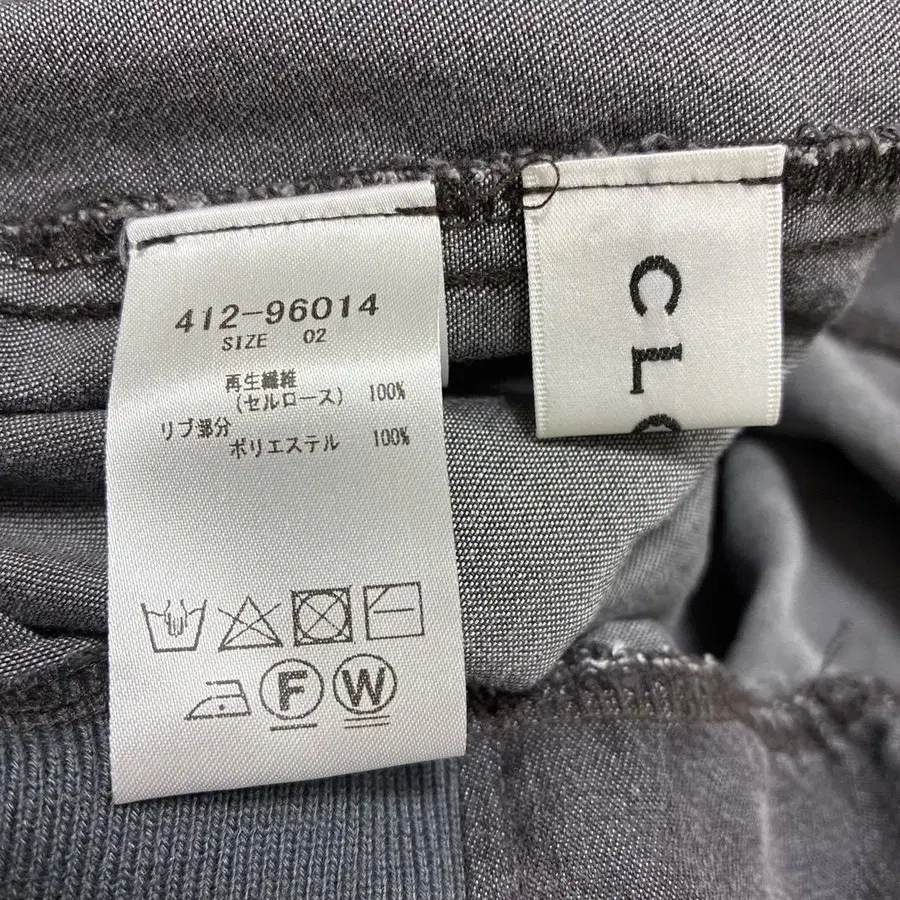 412-96014
SIZE 02
再生繊維
(セルロース) 100%
リブ部分
ポリエステル 100%
F W
CL